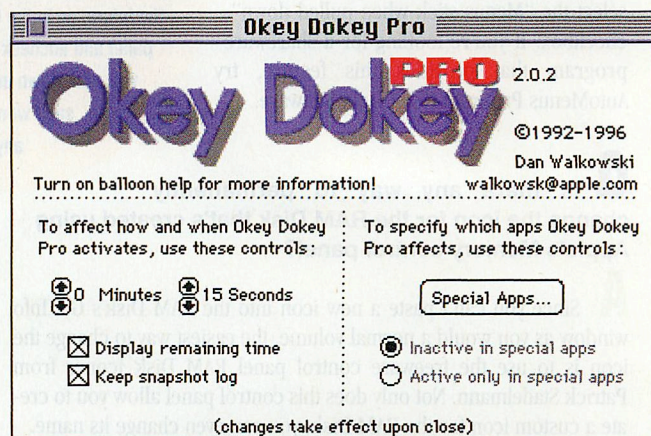 Okey Dokey Pro
Okey Dokey PRO 2.0.2
©1992-1996
Dan Walkowski
Turn on balloon help for more information! walkowsk@apple.com
To affect how and when Okey Dokey
Pro activates, use these controls:
0 Minutes 15 Seconds
Display remaining time
Keep snapshot log
To specify which apps Okey Dokey
Pro affects, use these controls:
Special Apps...
Inactive in special apps
Active only in special apps
(changes take effect upon close)